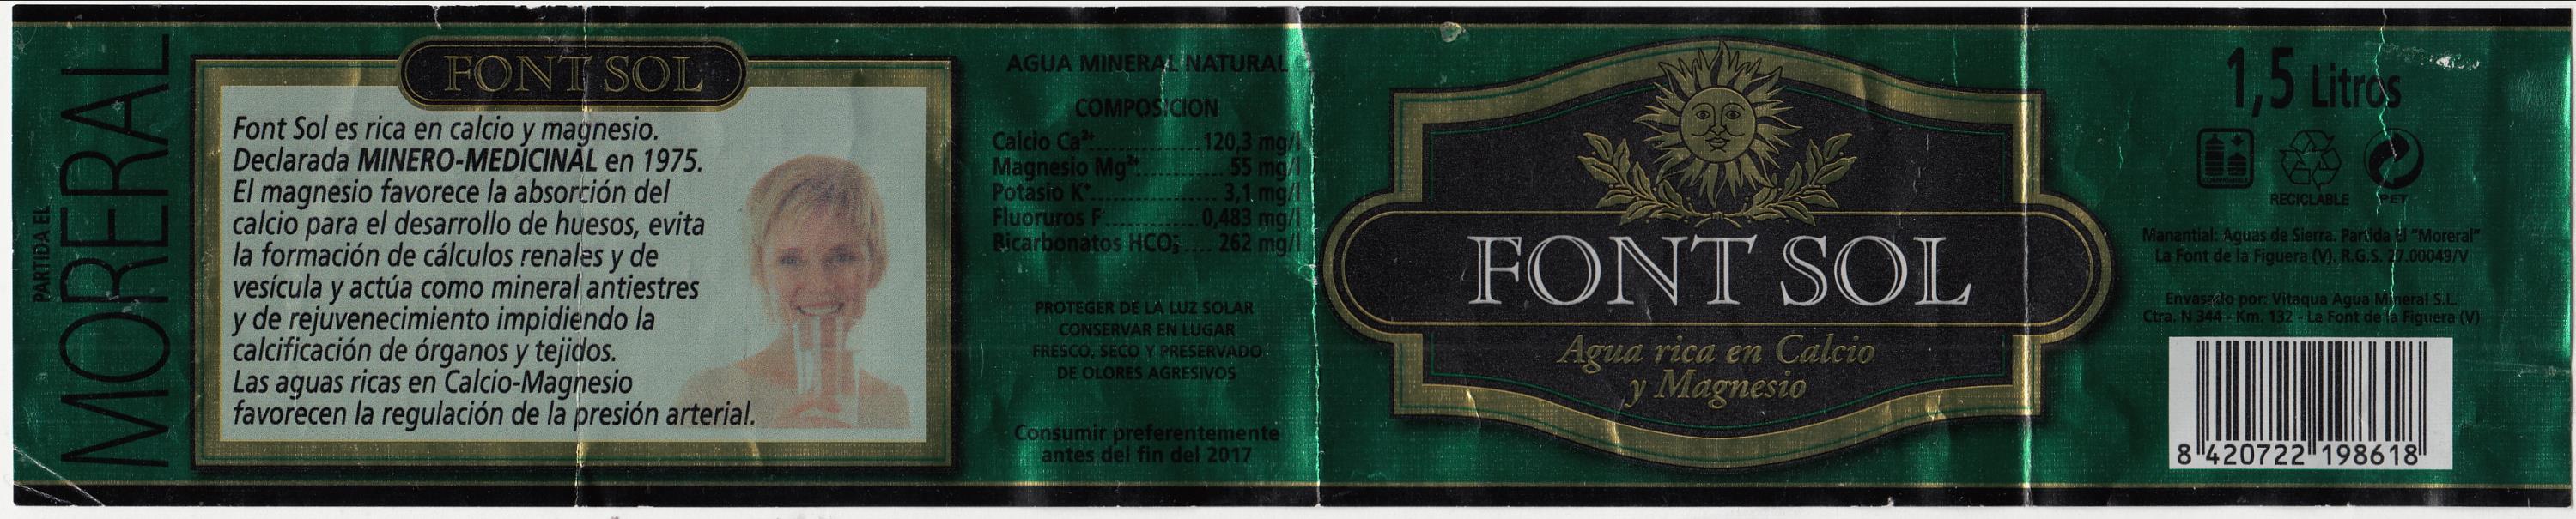 PARTIDA EL
MORERAL
FONT SOL
Font Sol es rica en calcio y magnesio.
Declarada MINERO-MEDICINAL en 1975.
El magnesio favorece la absorción del
calcio para el desarrollo de huesos, evita
la formación de cálculos renales y de
vesícula y actúa como mineral antiestres
y de rejuvenecimiento impidiendo la
calcificación de órganos y tejidos.
Las aguas ricas en Calcio-Magnesio
favorecen la regulación de la presión arterial.
AGUA MINERAL NATURAL
COMPOSICION
Calcio Ca²⁺.................120,3 mg/l
Magnesio Mg²⁺............. 55 mg/l
Potasio K⁺................... 3,1 mg/l
Fluoruros F⁻ ..............0,483 mg/l
Bicarbonatos HCO₃⁻.... 262 mg/l
PROTEGER DE LA LUZ SOLAR
CONSERVAR EN LUGAR
FRESCO, SECO Y PRESERVADO
DE OLORES AGRESIVOS
Consumir preferentemente
antes del fin del 2017
FONT SOL
Agua rica en Calcio
y Magnesio
1,5 Litros
RECICLABLE PET
Manantial: Aguas de Sierra. Partida El "Moreral"
La Font de la Figuera (V). R.G.S. 27.00049/V
Envasado por: Vitaqua Agua Mineral S.L.
Ctra. N 344 - Km. 132 - La Font de la Figuera (V)
8 420722 198618